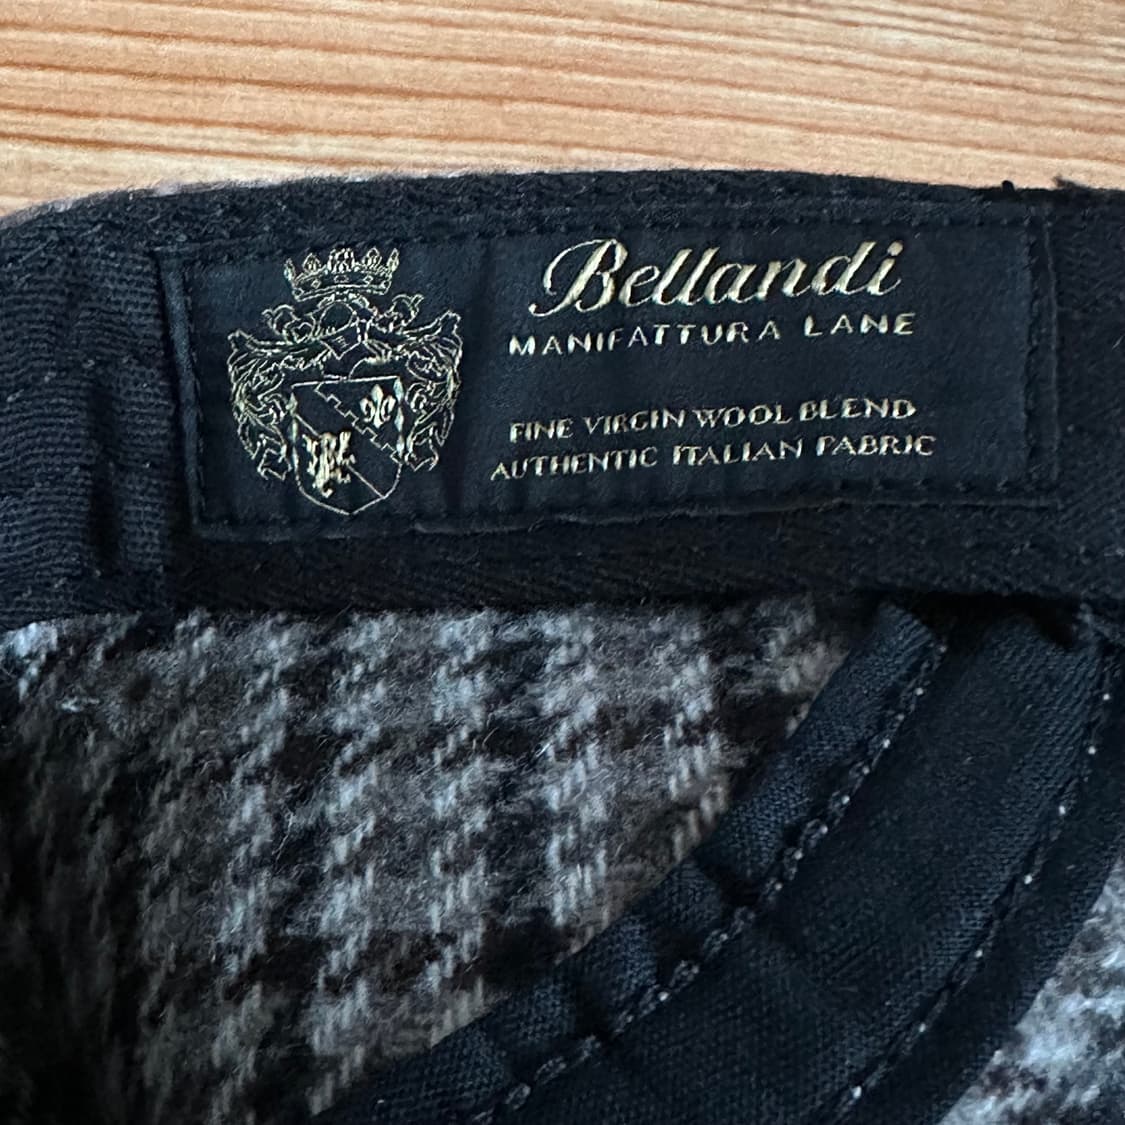 Bellandi
MANIFATTURA LANE
FINE VIRGIN WOOL BLEND
AUTHENTIC ITALIAN FABRIC